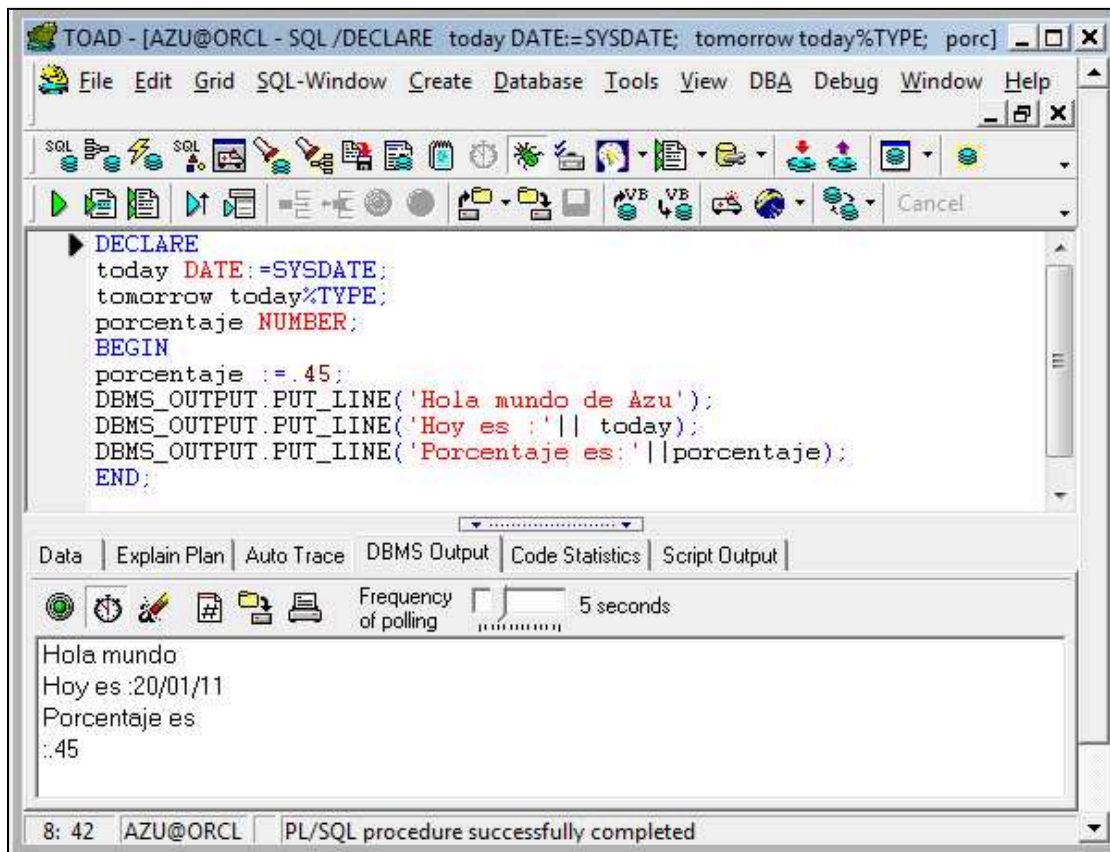 TOAD - [AZU@ORCL - SQL /DECLARE today DATE:=SYSDATE; tomorrow today%TYPE; porc]
File Edit Grid SQL-Window Create Database Tools View DBA Debug Window Help
SQL SQL
VB VB Cancel
DECLARE
today DATE:=SYSDATE;
tomorrow today%TYPE;
porcentaje NUMBER;
BEGIN
porcentaje :=.45;
DBMS_OUTPUT.PUT_LINE('Hola mundo de Azu');
DBMS_OUTPUT.PUT_LINE('Hoy es :'|| today);
DBMS_OUTPUT.PUT_LINE('Porcentaje es:'||porcentaje);
END;
Data Explain Plan Auto Trace DBMS Output Code Statistics Script Output
Frequency of polling 5 seconds
Hola mundo
Hoy es :20/01/11
Porcentaje es
:.45
8: 42 AZU@ORCL PL/SQL procedure successfully completed